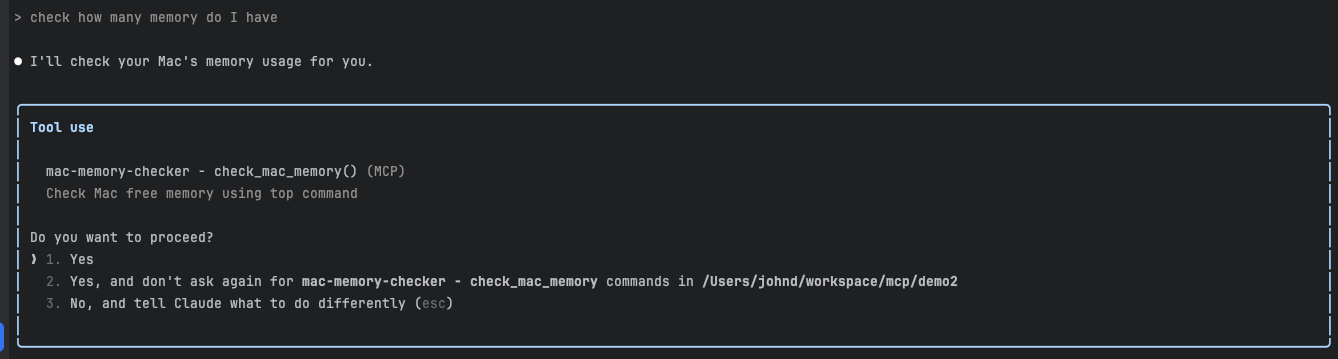 > check how many memory do I have
● I'll check your Mac's memory usage for you.
Tool use
mac-memory-checker - check_mac_memory() (MCP)
Check Mac free memory using top command
Do you want to proceed?
❯ 1. Yes
2. Yes, and don't ask again for mac-memory-checker - check_mac_memory commands in /Users/johnd/workspace/mcp/demo2
3. No, and tell Claude what to do differently (esc)